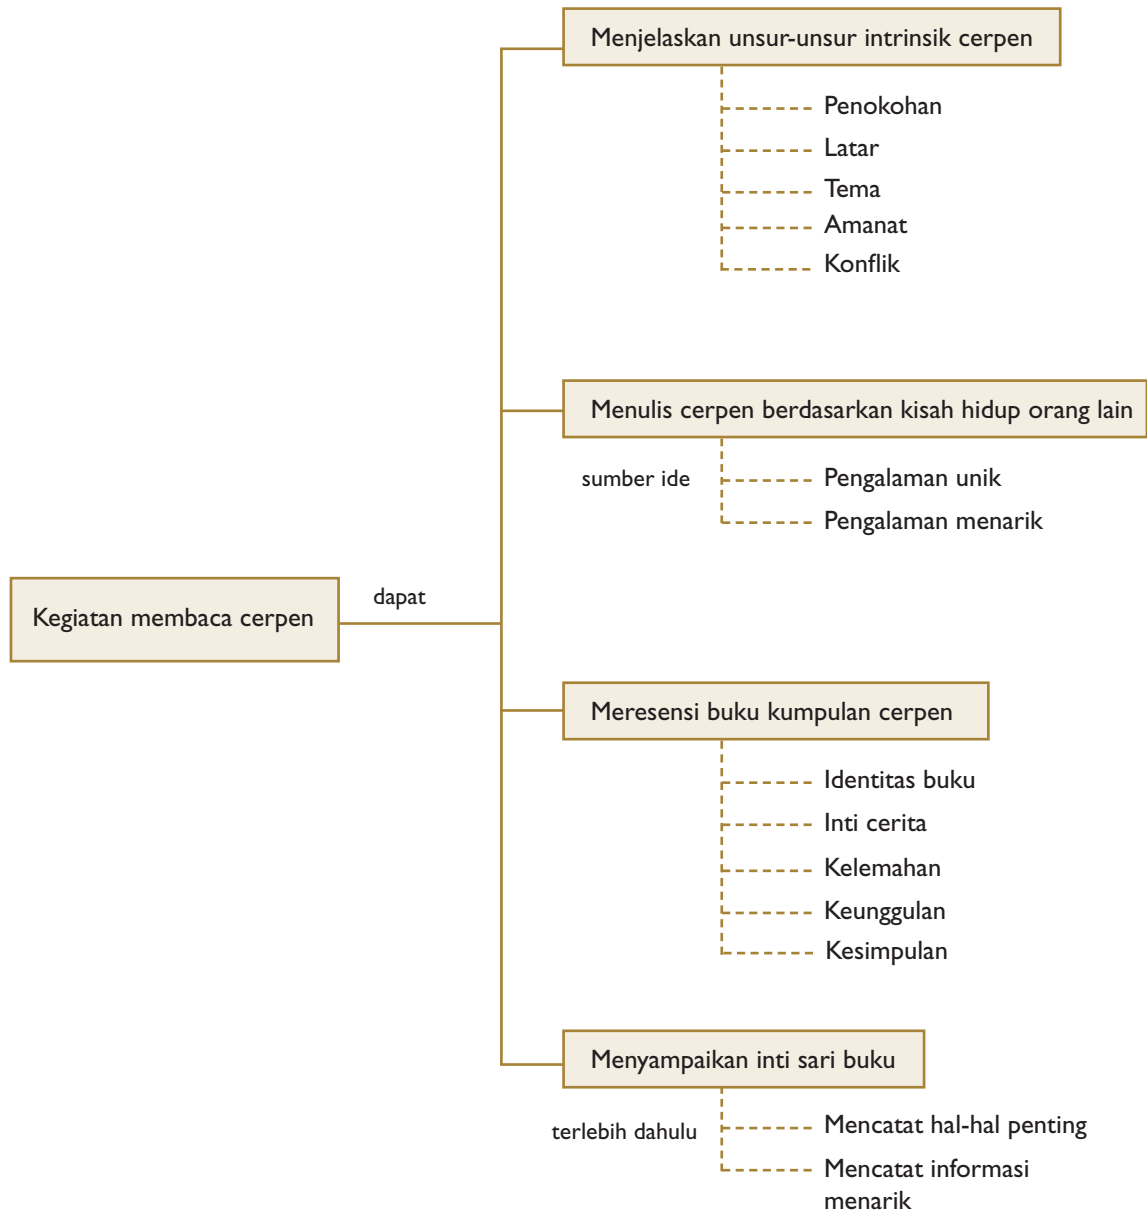 Menjelaskan unsur-unsur intrinsik cerpen
Penokohan
Latar
Tema
Amanat
Konflik
Menulis cerpen berdasarkan kisah hidup orang lain
sumber ide
Pengalaman unik
Pengalaman menarik
Kegiatan membaca cerpen
dapat
Meresensi buku kumpulan cerpen
Identitas buku
Inti cerita
Kelemahan
Keunggulan
Kesimpulan
Menyampaikan inti sari buku
terlebih dahulu
Mencatat hal-hal penting
Mencatat informasi
menarik